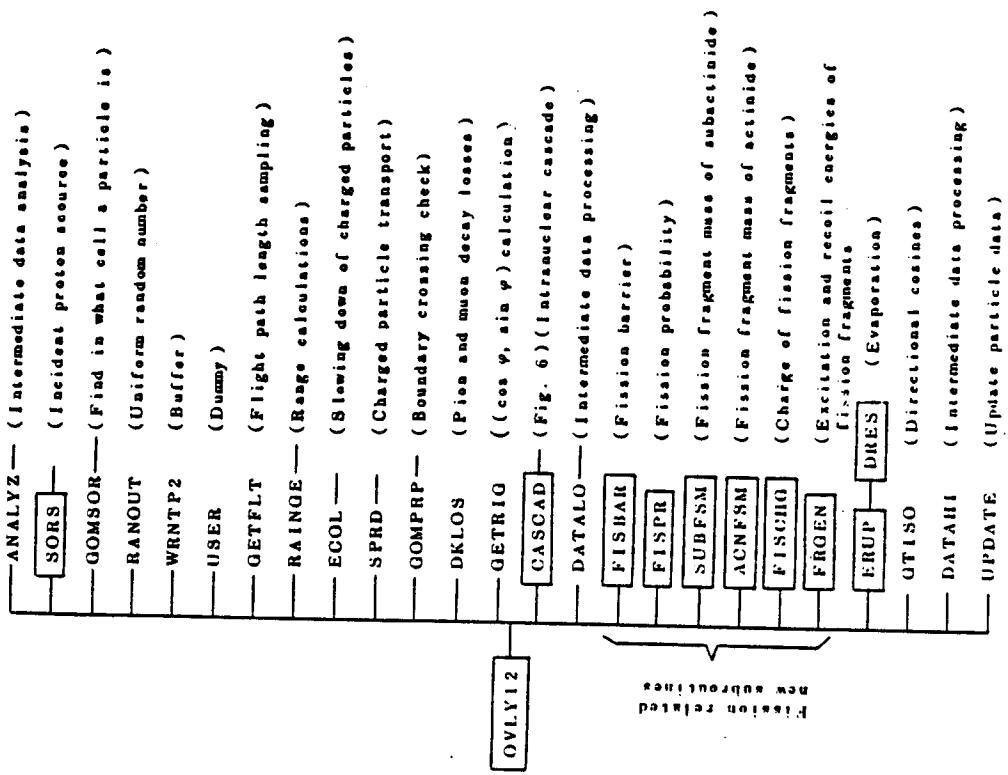 ANALYZ (Intermediate data analysis)
SORS (Incident proton scource)
GOMSOR (Find in what cell a particle is)
RANOUT (Uniform random number)
WRNTP2 (Buffer)
USER (Dummy)
GETFLT (Flight path length sampling)
RAINGE (Range calculations)
ECOL (Slowing down of charged particles)
SPRD (Charged particle transport)
GOMPRP (Boundary crossing check)
DKLOS (Pion and muon decay losses)
GETRIG ((cos φ, sin φ) calculation)
OVLY12
CASCAD (Fig. 6)(Intranuclear cascade)
DATALO (Intermediate data processing)
Fission related
new subroutines
FISBAR (Fission barrier)
FISPR (Fission probability)
SUBFSM (Fission fragment mass of subactinide)
ACNFSM (Fission fragment mass of actinide)
FISCHG (Charge of fission fragments)
FRGEN (Excitation and recoil energies of
fission fragments
ERUP DRES (Evaporation)
GTISO (Directional cosines)
DATAHI (Intermediate data processing)
UPDATE (Update particle data)